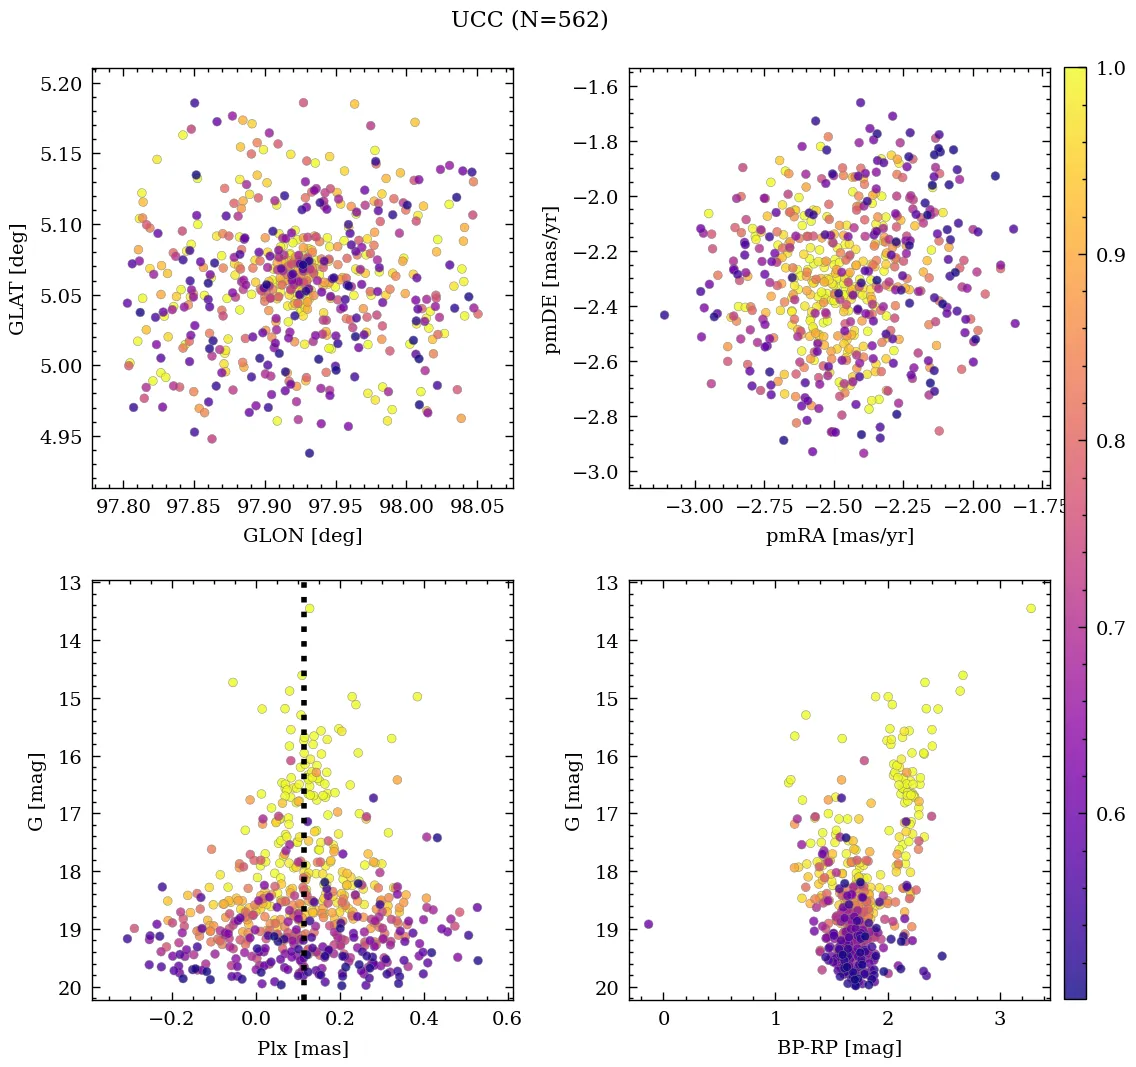 UCC (N=562)
5.20
5.15
5.10
5.05
5.00
4.95
GLAT [deg]
97.80 97.85 97.90 97.95 98.00 98.05
GLON [deg]
−1.6
−1.8
−2.0
−2.2
−2.4
−2.6
−2.8
−3.0
pmDE [mas/yr]
−3.00 −2.75 −2.50 −2.25 −2.00 −1.75
pmRA [mas/yr]
1.0
0.9
0.8
0.7
0.6
13
14
15
16
17
18
19
20
G [mag]
−0.2 0.0 0.2 0.4 0.6
Plx [mas]
13
14
15
16
17
18
19
20
G [mag]
0 1 2 3
BP-RP [mag]